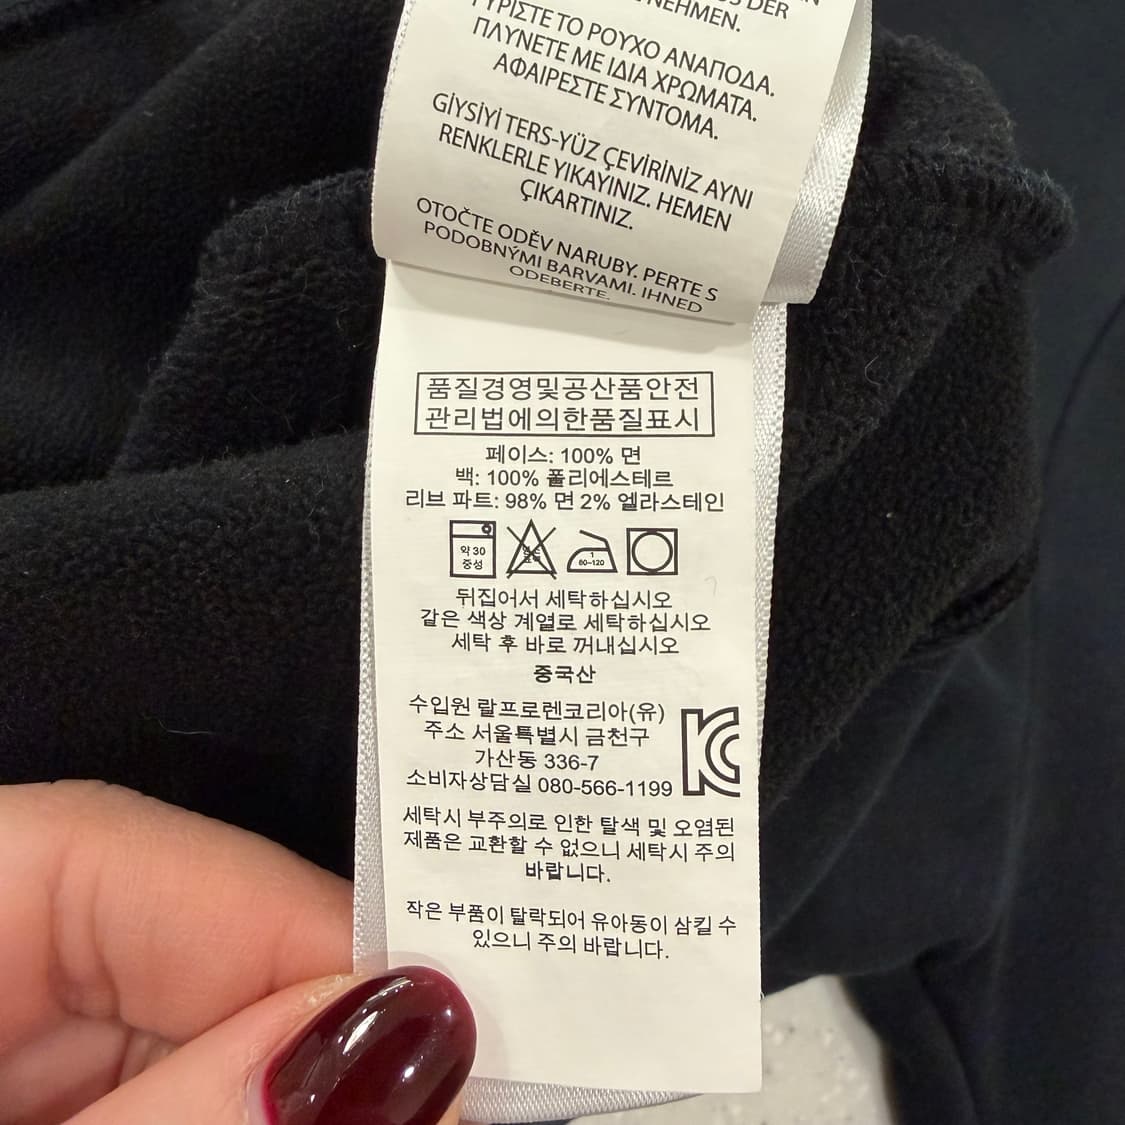 DER
NEHMEN.
ΓΥΡΙΣΤΕ ΤΟ ΡΟΥΧΟ ΑΝΑΠΟΔΑ.
ΠΛΥΝΕΤΕ ΜΕ ΙΔΙΑ ΧΡΩΜΑΤΑ.
ΑΦΑΙΡΕΣΤΕ ΣΥΝΤΟΜΑ.
GİYSİYİ TERS-YÜZ ÇEVİRİNİZ AYNI
RENKLERLE YIKAYINIZ. HEMEN
ÇIKARTINIZ.
OTOČTE ODĚV NARUBY. PERTE S
PODOBNÝMI BARVAMI. IHNED
ODEBERTE.
품질경영및공산품안전
관리법에의한품질표시
페이스: 100% 면
백: 100% 폴리에스테르
리브 파트: 98% 면 2% 엘라스테인
약 30
중성
1
80~120
뒤집어서 세탁하십시오
같은 색상 계열로 세탁하십시오
세탁 후 바로 꺼내십시오
중국산
수입원 랄프로렌코리아(유)
주소 서울특별시 금천구
가산동 336-7
소비자상담실 080-566-1199
세탁시 부주의로 인한 탈색 및 오염된
제품은 교환할 수 없으니 세탁시 주의
바랍니다.
작은 부품이 탈락되어 유아동이 삼킬 수
있으니 주의 바랍니다.